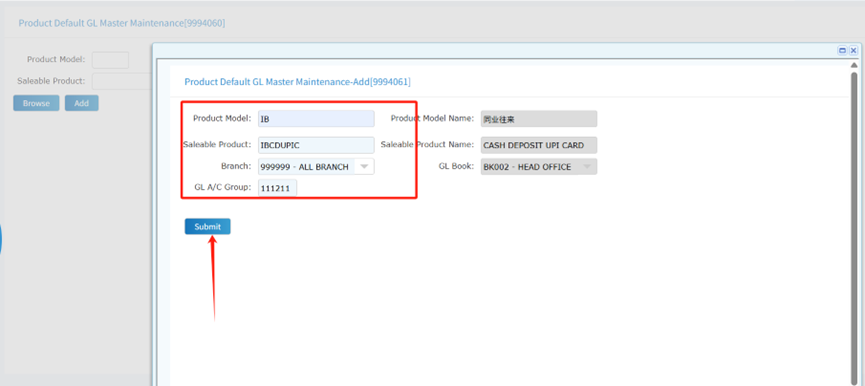 Product Default GL Master Maintenance[9994060]
Product Model:
Saleable Product:
Browse Add
Product Default GL Master Maintenance-Add[9994061]
Product Model: IB Product Model Name: 同业往来
Saleable Product: IBCDUPIC Saleable Product Name: CASH DEPOSIT UPI CARD
Branch: 999999 - ALL BRANCH GL Book: BK002 - HEAD OFFICE
GL A/C Group: 111211
Submit